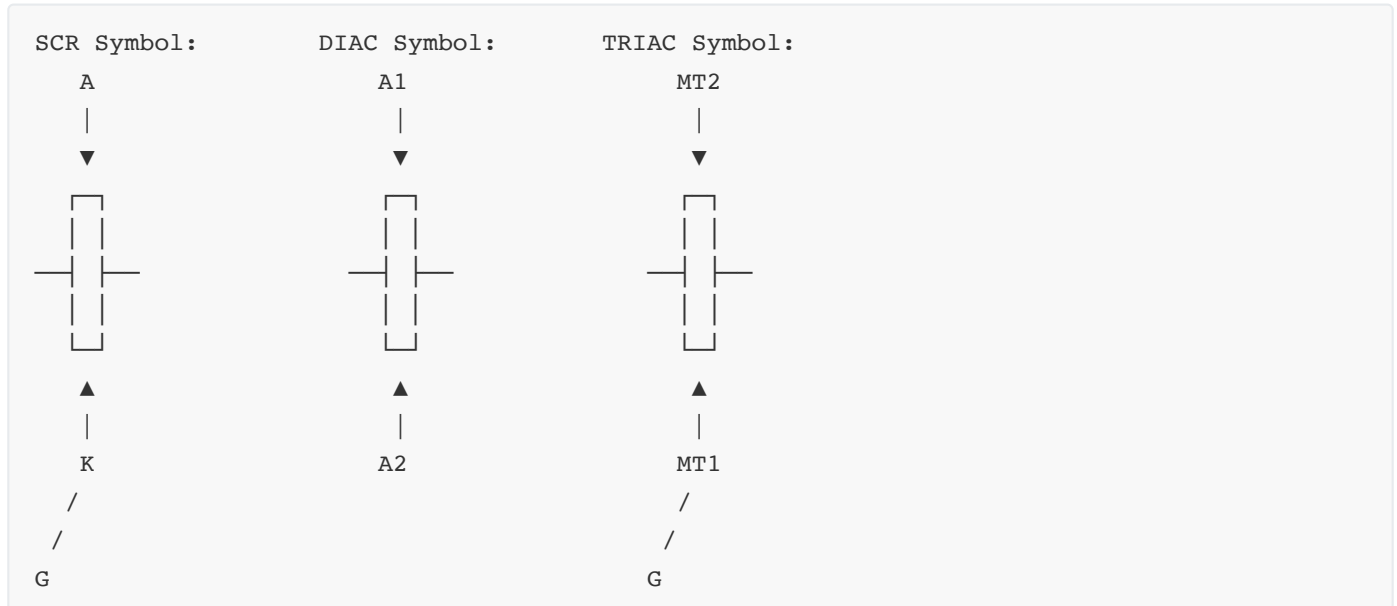 SCR Symbol: DIAC Symbol: TRIAC Symbol:
A A1 MT2
K A2 MT1
G G